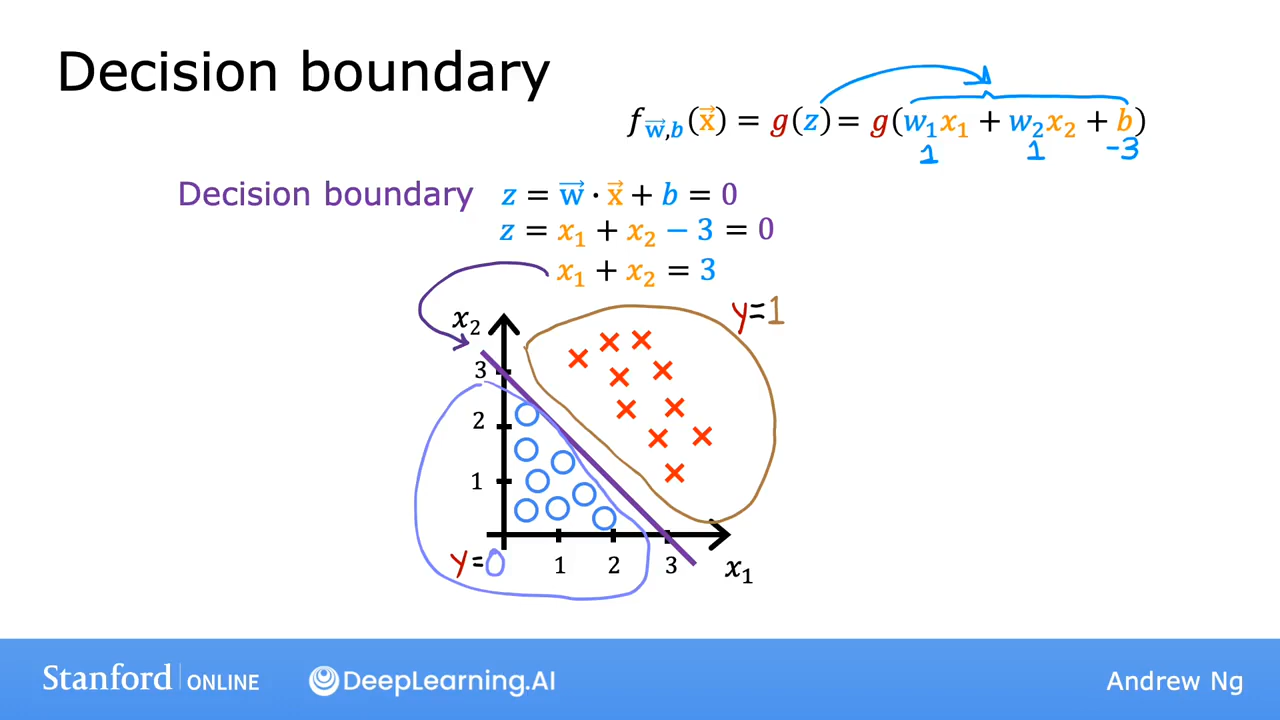 Decision boundary
f_{w⃗,b}(x⃗) = g(z) = g(w₁x₁ + w₂x₂ + b)
1 1 -3
Decision boundary z = w⃗ · x⃗ + b = 0
z = x₁ + x₂ − 3 = 0
x₁ + x₂ = 3
y=1
x₂
3
2
1
y=0
1 2 3
x₁
Stanford ONLINE DeepLearning.AI Andrew Ng